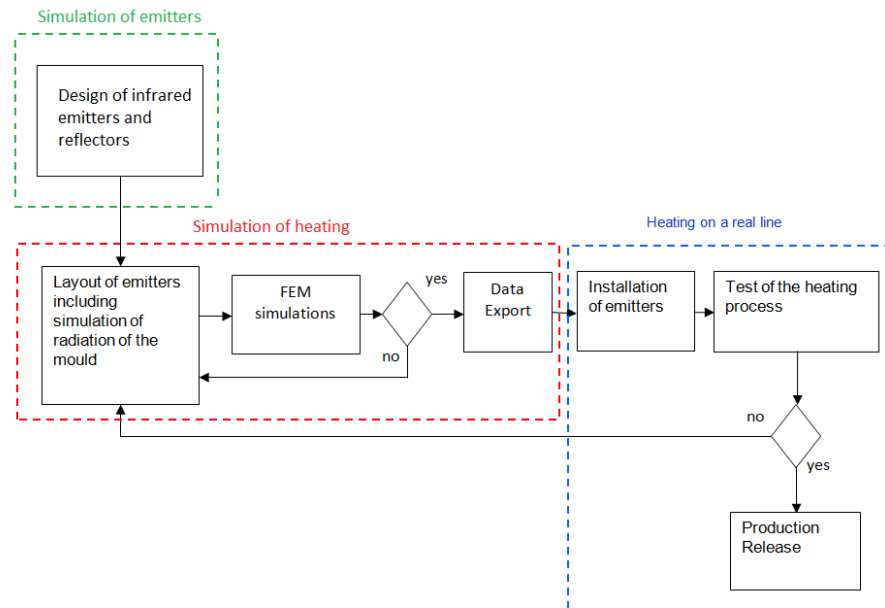 Simulation of emitters
Design of infrared
emitters and
reflectors
Simulation of heating
Heating on a real line
Layout of emitters
including
simulation of
radiation of the
mould
FEM
simulations
yes
no
Data
Export
Installation
of emitters
Test of the heating
process
no
yes
Production
Release